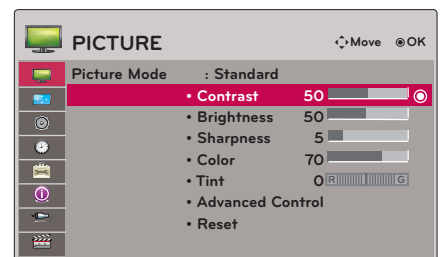 PICTURE Move OK
Picture Mode : Standard
• Contrast 50
• Brightness 50
• Sharpness 5
• Color 70
• Tint 0 R G
• Advanced Control
• Reset